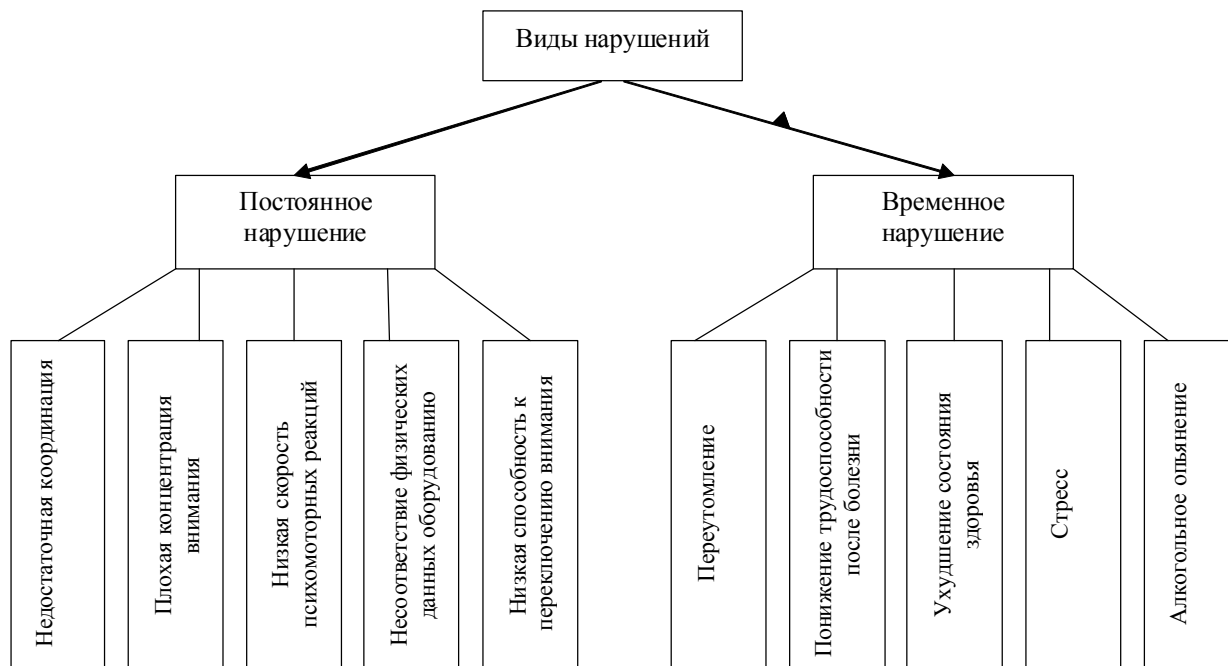 Виды нарушений
Постоянное
нарушение
Временное
нарушение
Недостаточная координация
Плохая концентрация
внимания
Низкая скорость
психомоторных реакций
Несоответствие физических
данных оборудованию
Низкая способность к
переключению внимания
Переутомление
Понижение трудоспособности
после болезни
Ухудшение состояния
здоровья
Стресс
Алкогольное опьянение